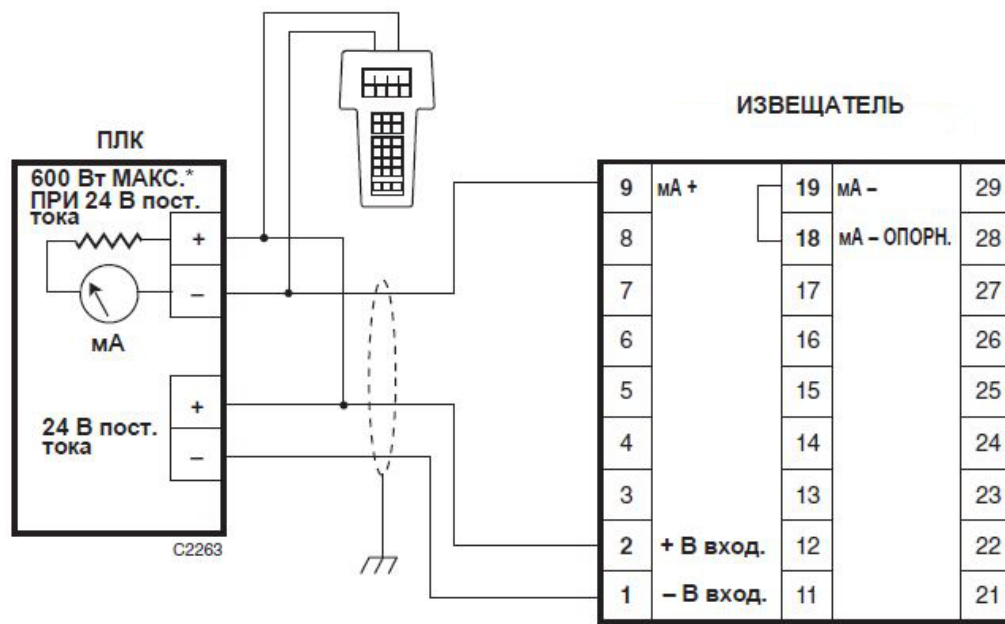 ПЛК
600 Вт МАКС.*
ПРИ 24 В пост.
тока
+
–
мА
24 В пост.
тока
+
–
C2263
ИЗВЕЩАТЕЛЬ
9 мА + 19 мА – 29
8 18 мА – ОПОРН. 28
7 17 27
6 16 26
5 15 25
4 14 24
3 13 23
2 + В вход. 12 22
1 – В вход. 11 21